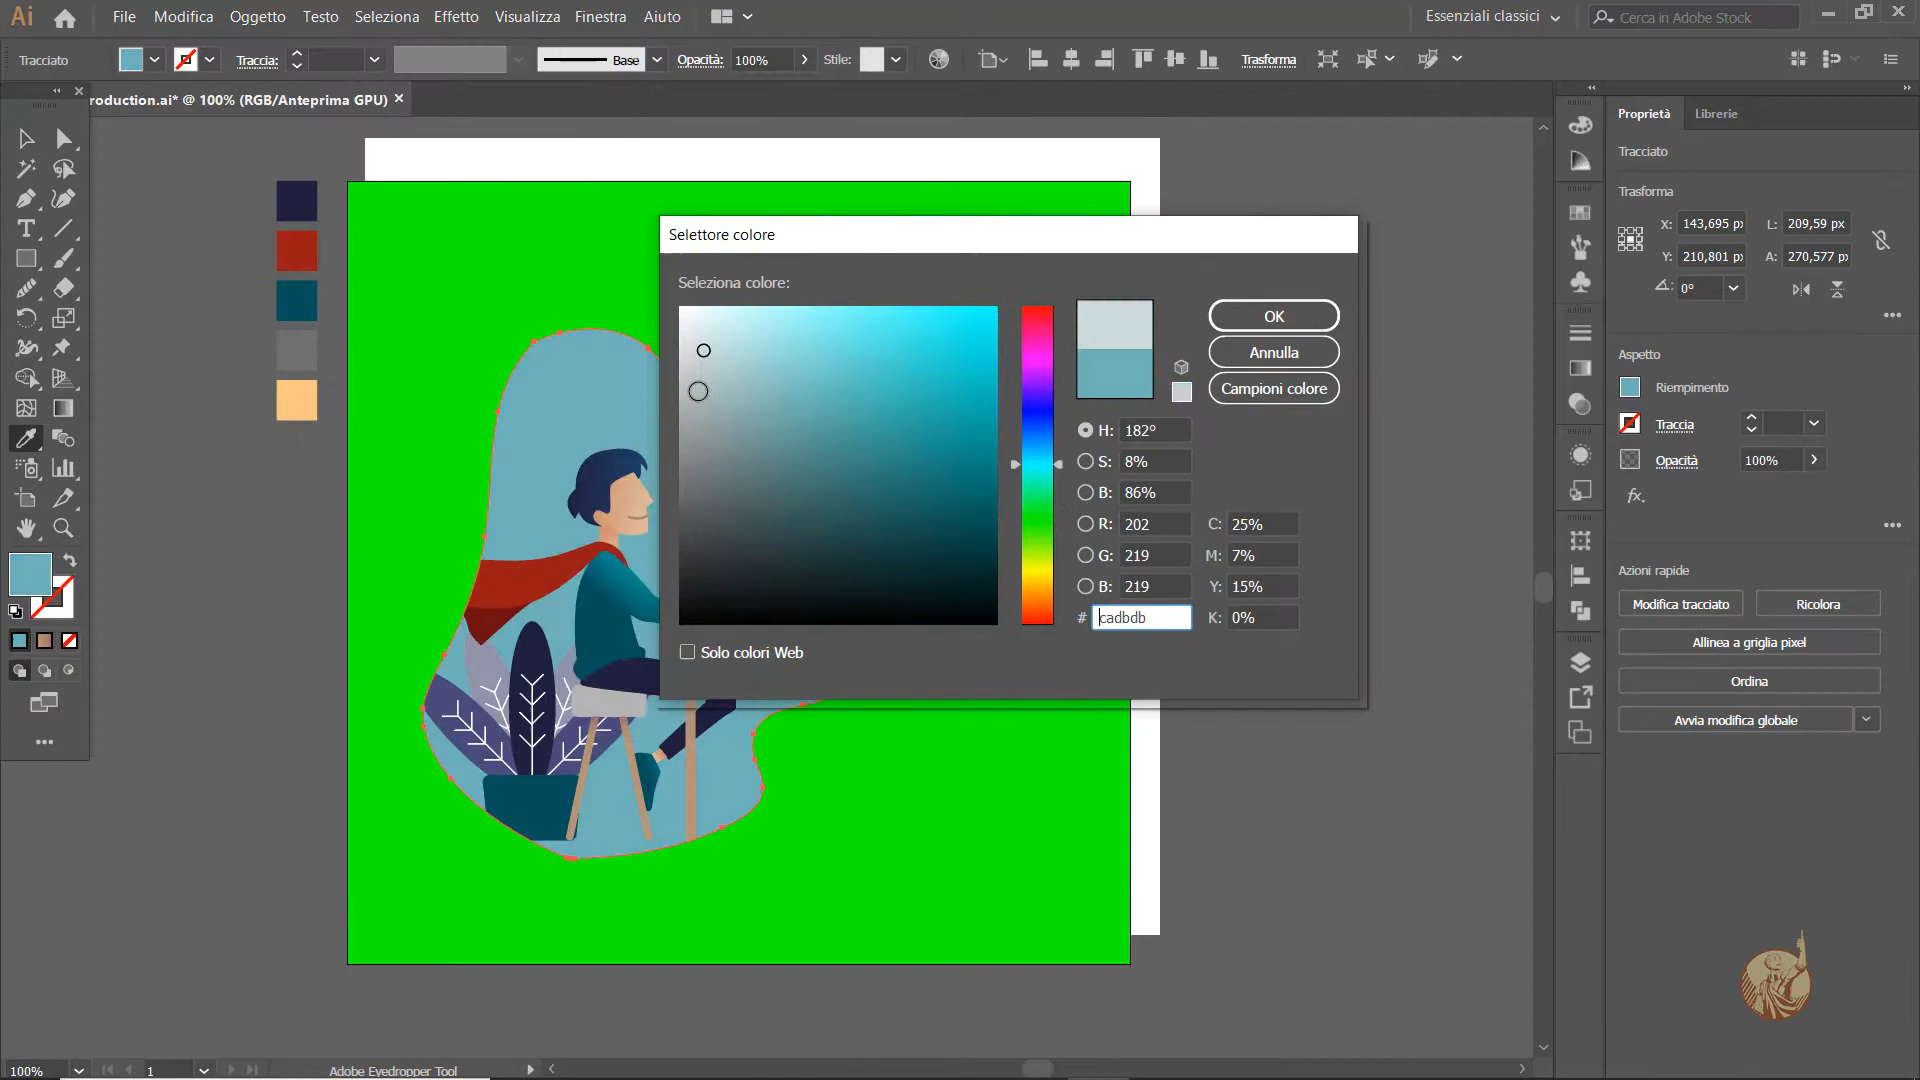 Ai File Modifica Oggetto Testo Seleziona Effetto Visualizza Finestra Aiuto Essenziali classici Cerca in Adobe Stock
Tracciato Traccia: Base Opacità: 100% Stile: Trasforma
roduction.ai* @ 100% (RGB/Anteprima GPU)
Selettore colore
Seleziona colore:
OK
Annulla
Campioni colore
H: 182°
S: 8%
B: 86%
R: 202 C: 25%
G: 219 M: 7%
B: 219 Y: 15%
# cadbdb K: 0%
Solo colori Web
Proprietà Librerie
Tracciato
Trasforma
X: 143,695 px L: 209,59 px
Y: 210,801 px A: 270,577 px
0°
Aspetto
Riempimento
Traccia
Opacità 100%
fx.
Azioni rapide
Modifica tracciato Ricolora
Allinea a griglia pixel
Ordina
Avvia modifica globale
100% 1 Adobe Eyedropper Tool